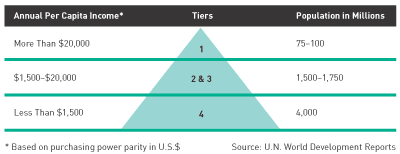 Annual Per Capita Income* Tiers Population in Millions
More Than $20,000 1 75–100
$1,500–$20,000 2 & 3 1,500–1,750
Less Than $1,500 4 4,000
* Based on purchasing power parity in U.S.$ Source: U.N. World Development Reports